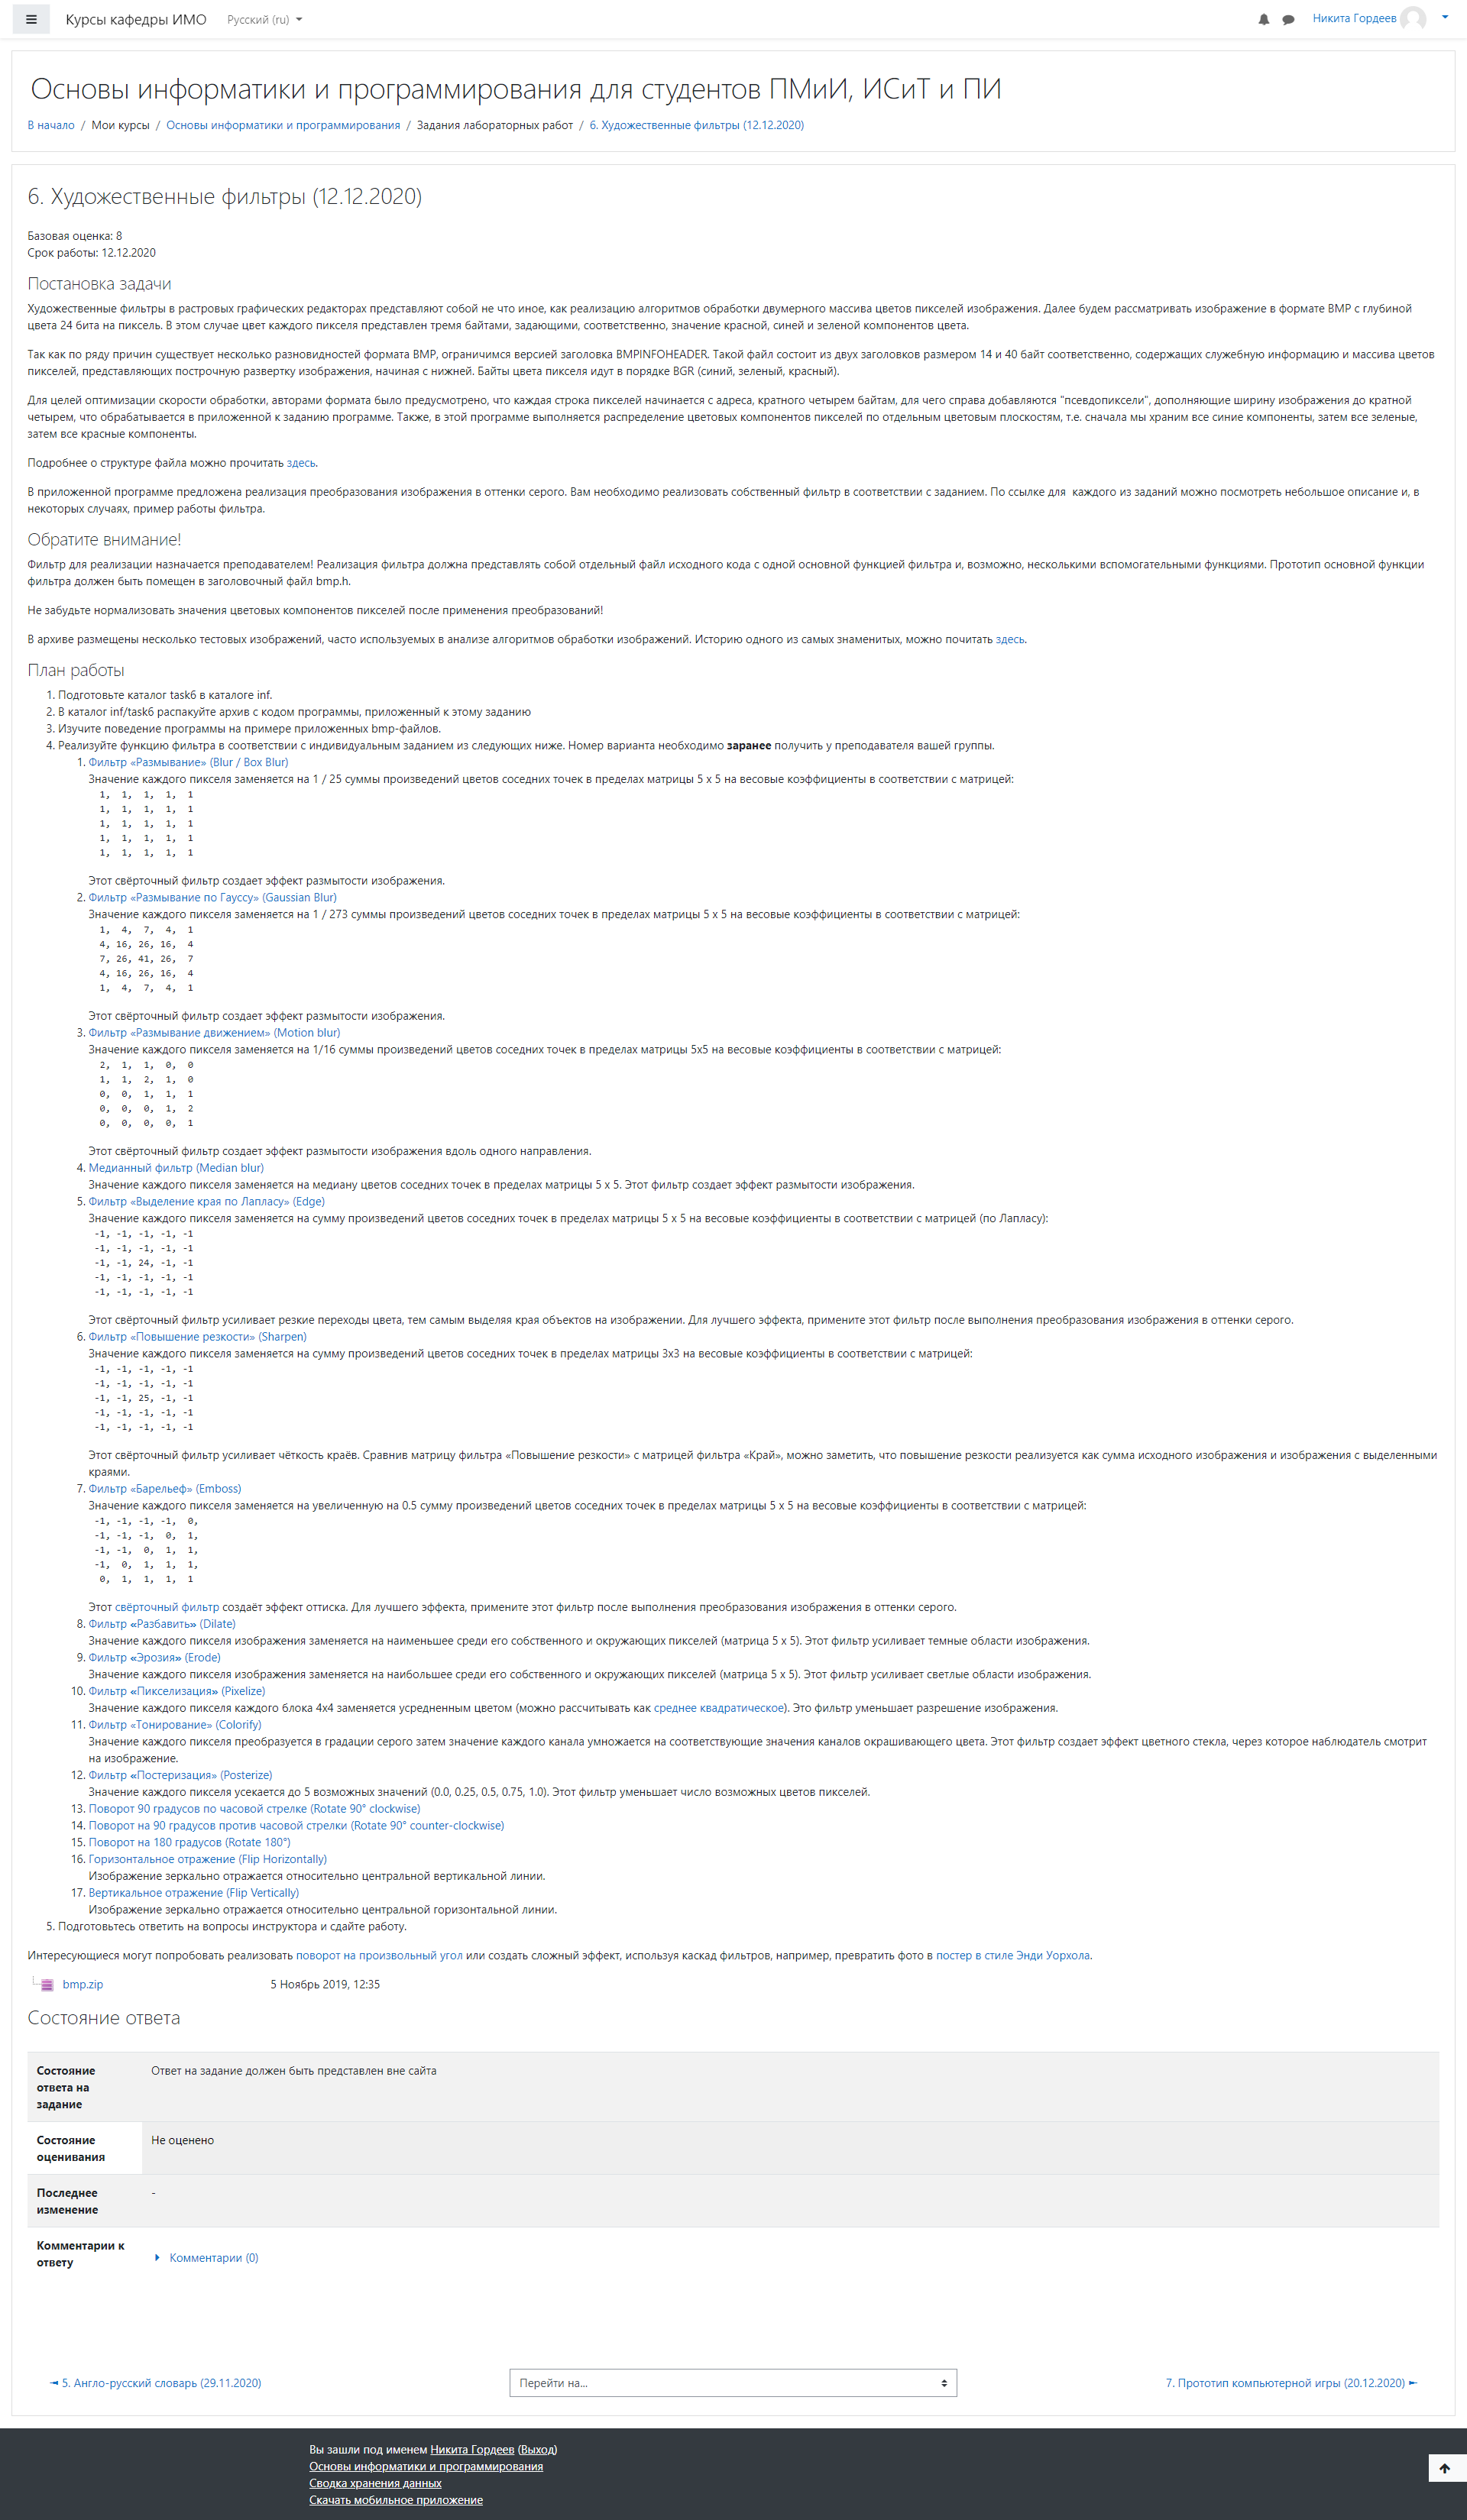 Курсы кафедры ИМО
Русский (ru)
Никита Гордеев
Основы информатики и программирования для студентов ПМиИ, ИСиТ и ПИ
В начало / Мои курсы / Основы информатики и программирования / Задания лабораторных работ / 6. Художественные фильтры (12.12.2020)
6. Художественные фильтры (12.12.2020)
Базовая оценка: 8
Срок работы: 12.12.2020
Постановка задачи
Художественные фильтры в растровых графических редакторах представляют собой не что иное, как реализацию алгоритмов обработки двумерного массива цветов пикселей изображения. Далее будем рассматривать изображение в формате BMP с глубиной
цвета 24 бита на пиксель. В этом случае цвет каждого пикселя представлен тремя байтами, задающими, соответственно, значение красной, синей и зеленой компонентов цвета.
Так как по ряду причин существует несколько разновидностей формата BMP, ограничимся версией заголовка BMPINFOHEADER. Такой файл состоит из двух заголовков размером 14 и 40 байт соответственно, содержащих служебную информацию и массива цветов
пикселей, представляющих построчную развертку изображения, начиная с нижней. Байты цвета пикселя идут в порядке BGR (синий, зеленый, красный).
Для целей оптимизации скорости обработки, авторами формата было предусмотрено, что каждая строка пикселей начинается с адреса, кратного четырем байтам, для чего справа добавляются "псевдопиксели", дополняющие ширину изображения до кратной
четырем, что обрабатывается в приложенной к заданию программе. Также, в этой программе выполняется распределение цветовых компонентов пикселей по отдельным цветовым плоскостям, т.е. сначала мы храним все синие компоненты, затем все зеленые,
затем все красные компоненты.
Подробнее о структуре файла можно прочитать здесь.
В приложенной программе предложена реализация преобразования изображения в оттенки серого. Вам необходимо реализовать собственный фильтр в соответствии с заданием. По ссылке для каждого из заданий можно посмотреть небольшое описание и, в
некоторых случаях, пример работы фильтра.
Обратите внимание!
Фильтр для реализации назначается преподавателем! Реализация фильтра должна представлять собой отдельный файл исходного кода с одной основной функцией фильтра и, возможно, несколькими вспомогательными функциями. Прототип основной функции
фильтра должен быть помещен в заголовочный файл bmp.h.
Не забудьте нормализовать значения цветовых компонентов пикселей после применения преобразований!
В архиве размещены несколько тестовых изображений, часто используемых в анализе алгоритмов обработки изображений. Историю одного из самых знаменитых, можно почитать здесь.
План работы
1. Подготовьте каталог task6 в каталоге inf.
2. В каталог inf/task6 распакуйте архив с кодом программы, приложенный к этому заданию
3. Изучите поведение программы на примере приложенных bmp-файлов.
4. Реализуйте функцию фильтра в соответствии с индивидуальным заданием из следующих ниже. Номер варианта необходимо заранее получить у преподавателя вашей группы.
1. Фильтр «Размывание» (Blur / Box Blur)
Значение каждого пикселя заменяется на 1 / 25 суммы произведений цветов соседних точек в пределах матрицы 5 x 5 на весовые коэффициенты в соответствии с матрицей:
1, 1, 1, 1, 1
1, 1, 1, 1, 1
1, 1, 1, 1, 1
1, 1, 1, 1, 1
1, 1, 1, 1, 1
Этот свёрточный фильтр создает эффект размытости изображения.
2. Фильтр «Размывание по Гауссу» (Gaussian Blur)
Значение каждого пикселя заменяется на 1 / 273 суммы произведений цветов соседних точек в пределах матрицы 5 x 5 на весовые коэффициенты в соответствии с матрицей:
1, 4, 7, 4, 1
4, 16, 26, 16, 4
7, 26, 41, 26, 7
4, 16, 26, 16, 4
1, 4, 7, 4, 1
Этот свёрточный фильтр создает эффект размытости изображения.
3. Фильтр «Размывание движением» (Motion blur)
Значение каждого пикселя заменяется на 1/16 суммы произведений цветов соседних точек в пределах матрицы 5x5 на весовые коэффициенты в соответствии с матрицей:
2, 1, 1, 0, 0
1, 1, 2, 1, 0
0, 0, 1, 1, 1
0, 0, 0, 1, 2
0, 0, 0, 0, 1
Этот свёрточный фильтр создает эффект размытости изображения вдоль одного направления.
4. Медианный фильтр (Median blur)
Значение каждого пикселя заменяется на медиану цветов соседних точек в пределах матрицы 5 x 5. Этот фильтр создает эффект размытости изображения.
5. Фильтр «Выделение края по Лапласу» (Edge)
Значение каждого пикселя заменяется на сумму произведений цветов соседних точек в пределах матрицы 5 x 5 на весовые коэффициенты в соответствии с матрицей (по Лапласу):
-1, -1, -1, -1, -1
-1, -1, -1, -1, -1
-1, -1, 24, -1, -1
-1, -1, -1, -1, -1
-1, -1, -1, -1, -1
Этот свёрточный фильтр усиливает резкие переходы цвета, тем самым выделяя края объектов на изображении. Для лучшего эффекта, примените этот фильтр после выполнения преобразования изображения в оттенки серого.
6. Фильтр «Повышение резкости» (Sharpen)
Значение каждого пикселя заменяется на сумму произведений цветов соседних точек в пределах матрицы 3x3 на весовые коэффициенты в соответствии с матрицей:
-1, -1, -1, -1, -1
-1, -1, -1, -1, -1
-1, -1, 25, -1, -1
-1, -1, -1, -1, -1
-1, -1, -1, -1, -1
Этот свёрточный фильтр усиливает чёткость краёв. Сравнив матрицу фильтра «Повышение резкости» с матрицей фильтра «Край», можно заметить, что повышение резкости реализуется как сумма исходного изображения и изображения с выделенными
краями.
7. Фильтр «Барельеф» (Emboss)
Значение каждого пикселя заменяется на увеличенную на 0.5 сумму произведений цветов соседних точек в пределах матрицы 5 x 5 на весовые коэффициенты в соответствии с матрицей:
-1, -1, -1, -1, 0,
-1, -1, -1, 0, 1,
-1, -1, 0, 1, 1,
-1, 0, 1, 1, 1,
0, 1, 1, 1, 1
Этот свёрточный фильтр создаёт эффект оттиска. Для лучшего эффекта, примените этот фильтр после выполнения преобразования изображения в оттенки серого.
8. Фильтр «Разбавить» (Dilate)
Значение каждого пикселя изображения заменяется на наименьшее среди его собственного и окружающих пикселей (матрица 5 x 5). Этот фильтр усиливает темные области изображения.
9. Фильтр «Эрозия» (Erode)
Значение каждого пикселя изображения заменяется на наибольшее среди его собственного и окружающих пикселей (матрица 5 x 5). Этот фильтр усиливает светлые области изображения.
10. Фильтр «Пикселизация» (Pixelize)
Значение каждого пикселя каждого блока 4x4 заменяется усредненным цветом (можно рассчитывать как среднее квадратическое). Это фильтр уменьшает разрешение изображения.
11. Фильтр «Тонирование» (Colorify)
Значение каждого пикселя преобразуется в градации серого затем значение каждого канала умножается на соответствующие значения каналов окрашивающего цвета. Этот фильтр создает эффект цветного стекла, через которое наблюдатель смотрит
на изображение.
12. Фильтр «Постеризация» (Posterize)
Значение каждого пикселя усекается до 5 возможных значений (0.0, 0.25, 0.5, 0.75, 1.0). Этот фильтр уменьшает число возможных цветов пикселей.
13. Поворот 90 градусов по часовой стрелке (Rotate 90° clockwise)
14. Поворот на 90 градусов против часовой стрелки (Rotate 90° counter-clockwise)
15. Поворот на 180 градусов (Rotate 180°)
16. Горизонтальное отражение (Flip Horizontally)
Изображение зеркально отражается относительно центральной вертикальной линии.
17. Вертикальное отражение (Flip Vertically)
Изображение зеркально отражается относительно центральной горизонтальной линии.
5. Подготовьтесь ответить на вопросы инструктора и сдайте работу.
Интересующиеся могут попробовать реализовать поворот на произвольный угол или создать сложный эффект, используя каскад фильтров, например, превратить фото в постер в стиле Энди Уорхола.
bmp.zip 5 Ноябрь 2019, 12:35
Состояние ответа
Состояние ответа на задание
Ответ на задание должен быть представлен вне сайта
Состояние оценивания
Не оценено
Последнее изменение
-
Комментарии к ответу
Комментарии (0)
◄ 5. Англо-русский словарь (29.11.2020)
Перейти на...
7. Прототип компьютерной игры (20.12.2020) ►
Вы зашли под именем Никита Гордеев (Выход)
Основы информатики и программирования
Сводка хранения данных
Скачать мобильное приложение